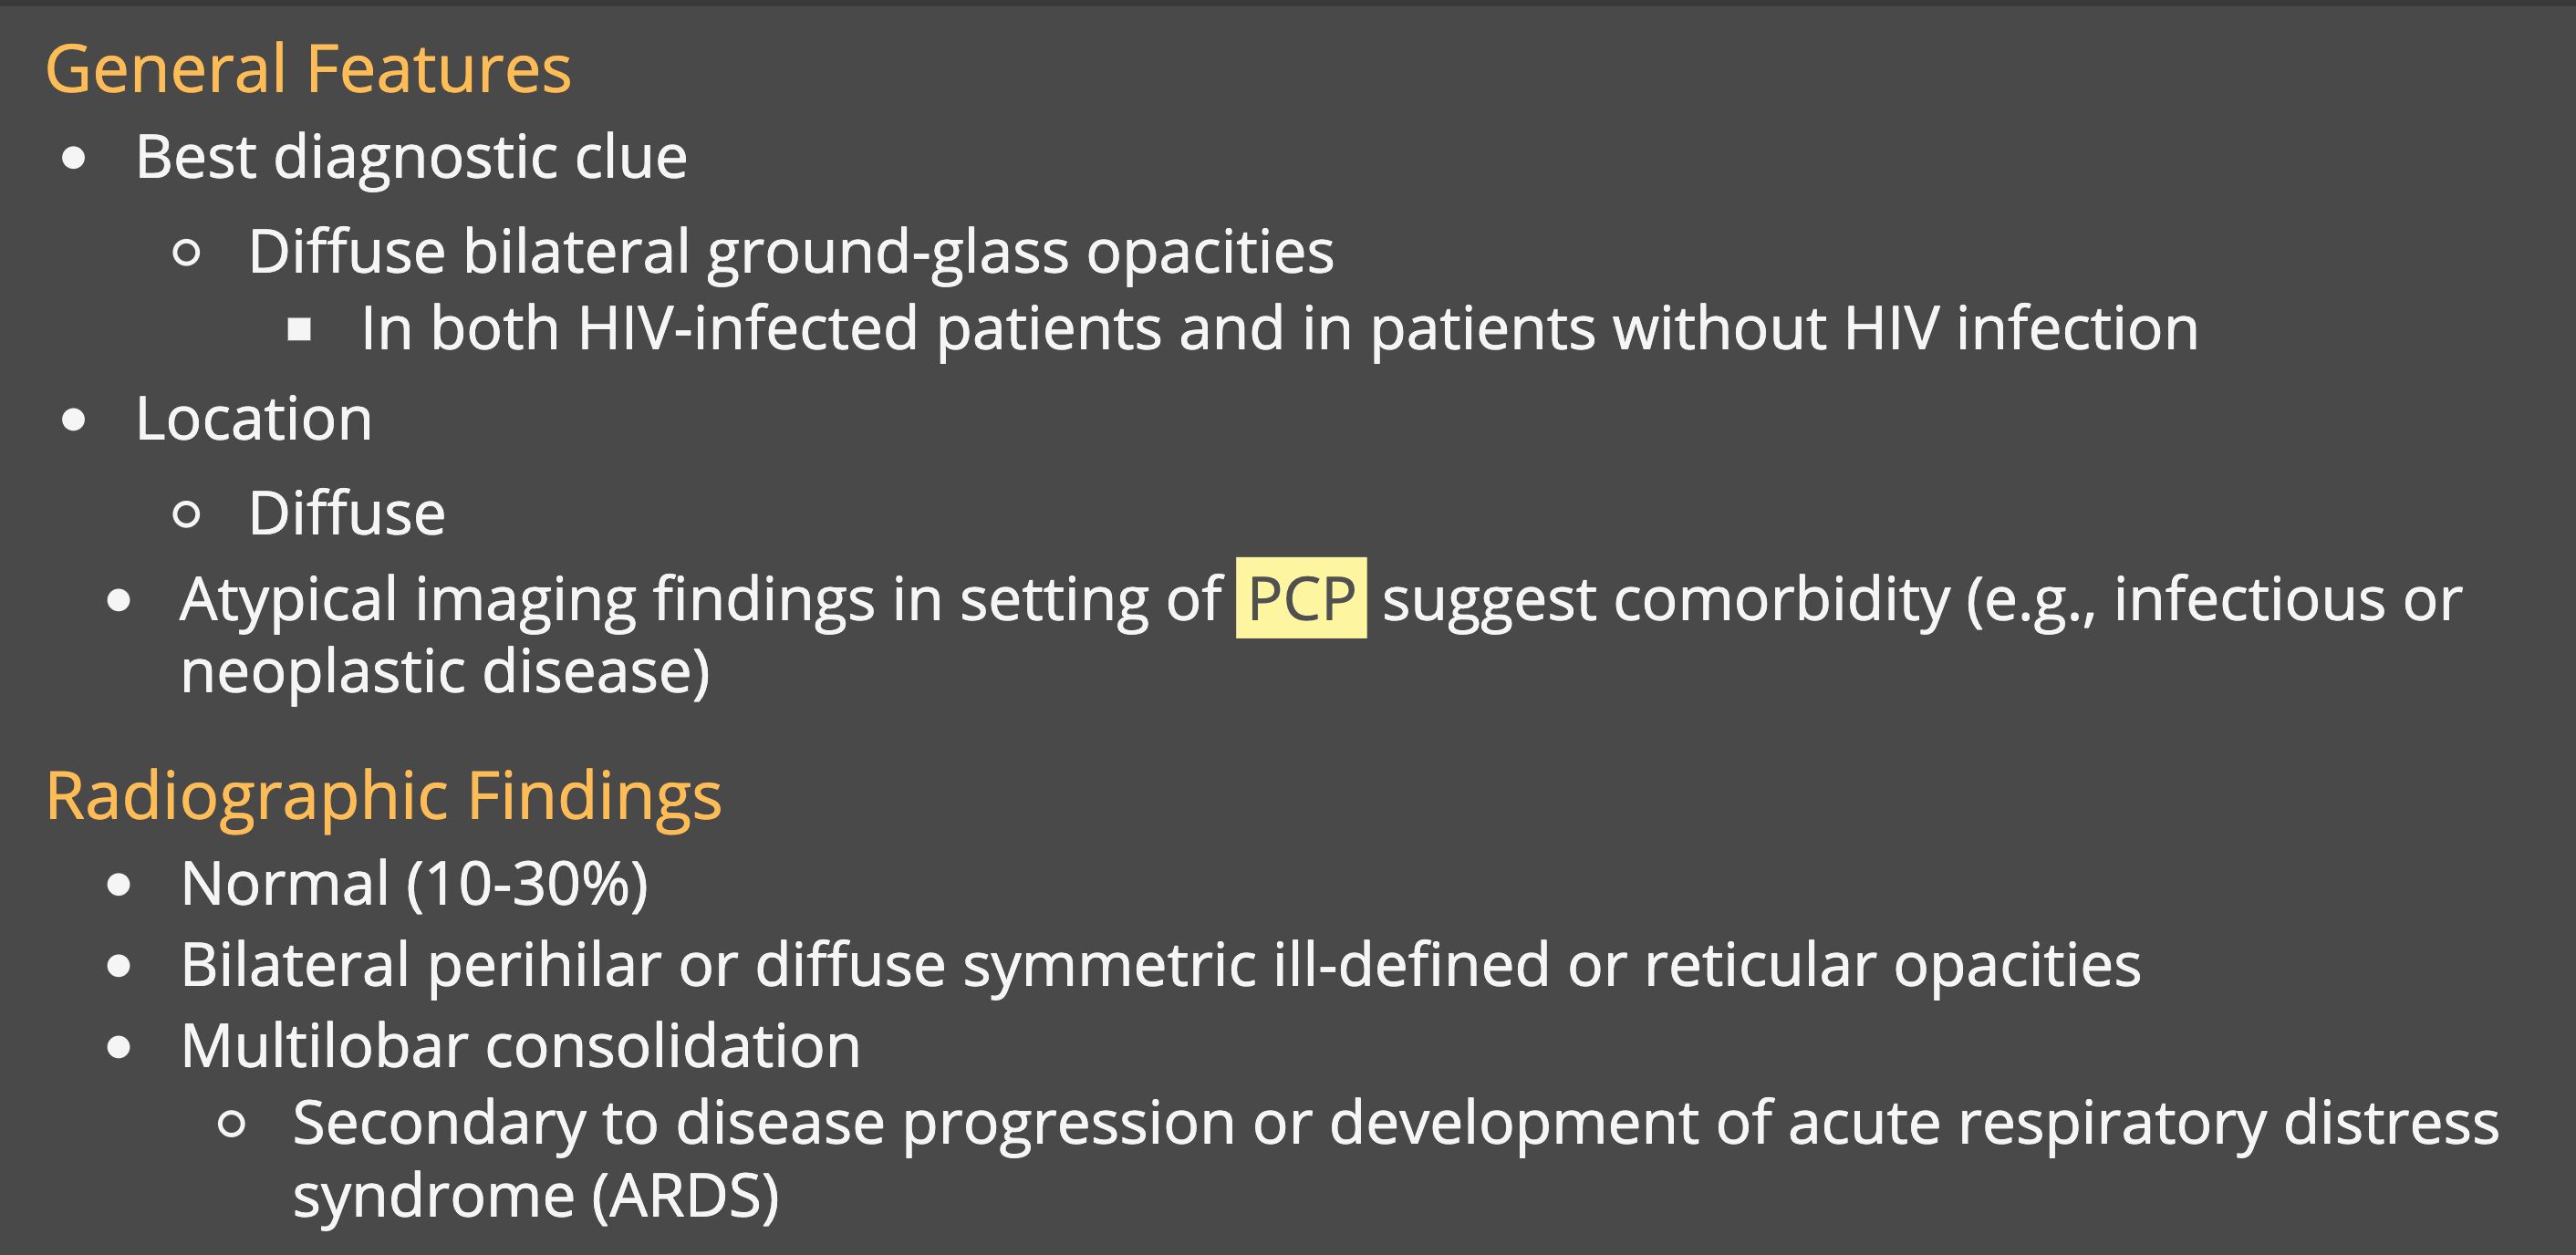 General Features
Best diagnostic clue
Diffuse bilateral ground-glass opacities
In both HIV-infected patients and in patients without HIV infection
Location
Diffuse
Atypical imaging findings in setting of PCP suggest comorbidity (e.g., infectious or
neoplastic disease)
Radiographic Findings
Normal (10-30%)
Bilateral perihilar or diffuse symmetric ill-defined or reticular opacities
Multilobar consolidation
Secondary to disease progression or development of acute respiratory distress
syndrome (ARDS)